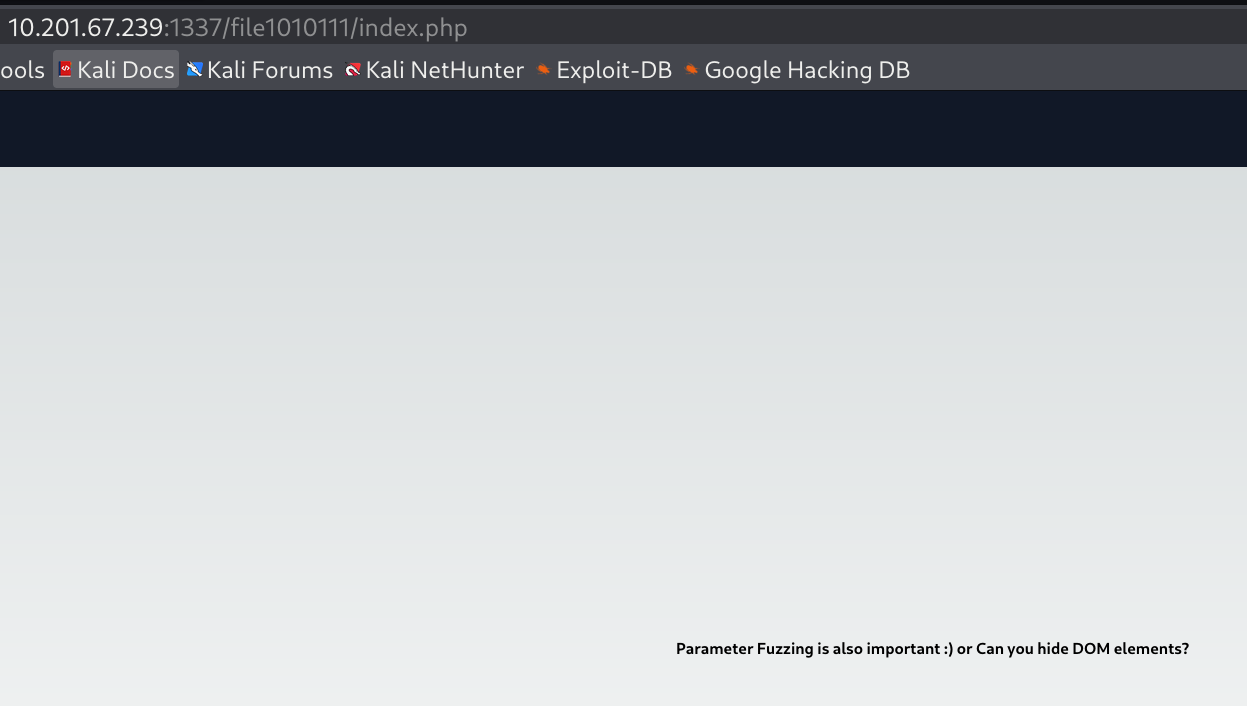 10.201.67.239:1337/file1010111/index.php
ools Kali Docs Kali Forums Kali NetHunter Exploit-DB Google Hacking DB
Parameter Fuzzing is also important :) or Can you hide DOM elements?